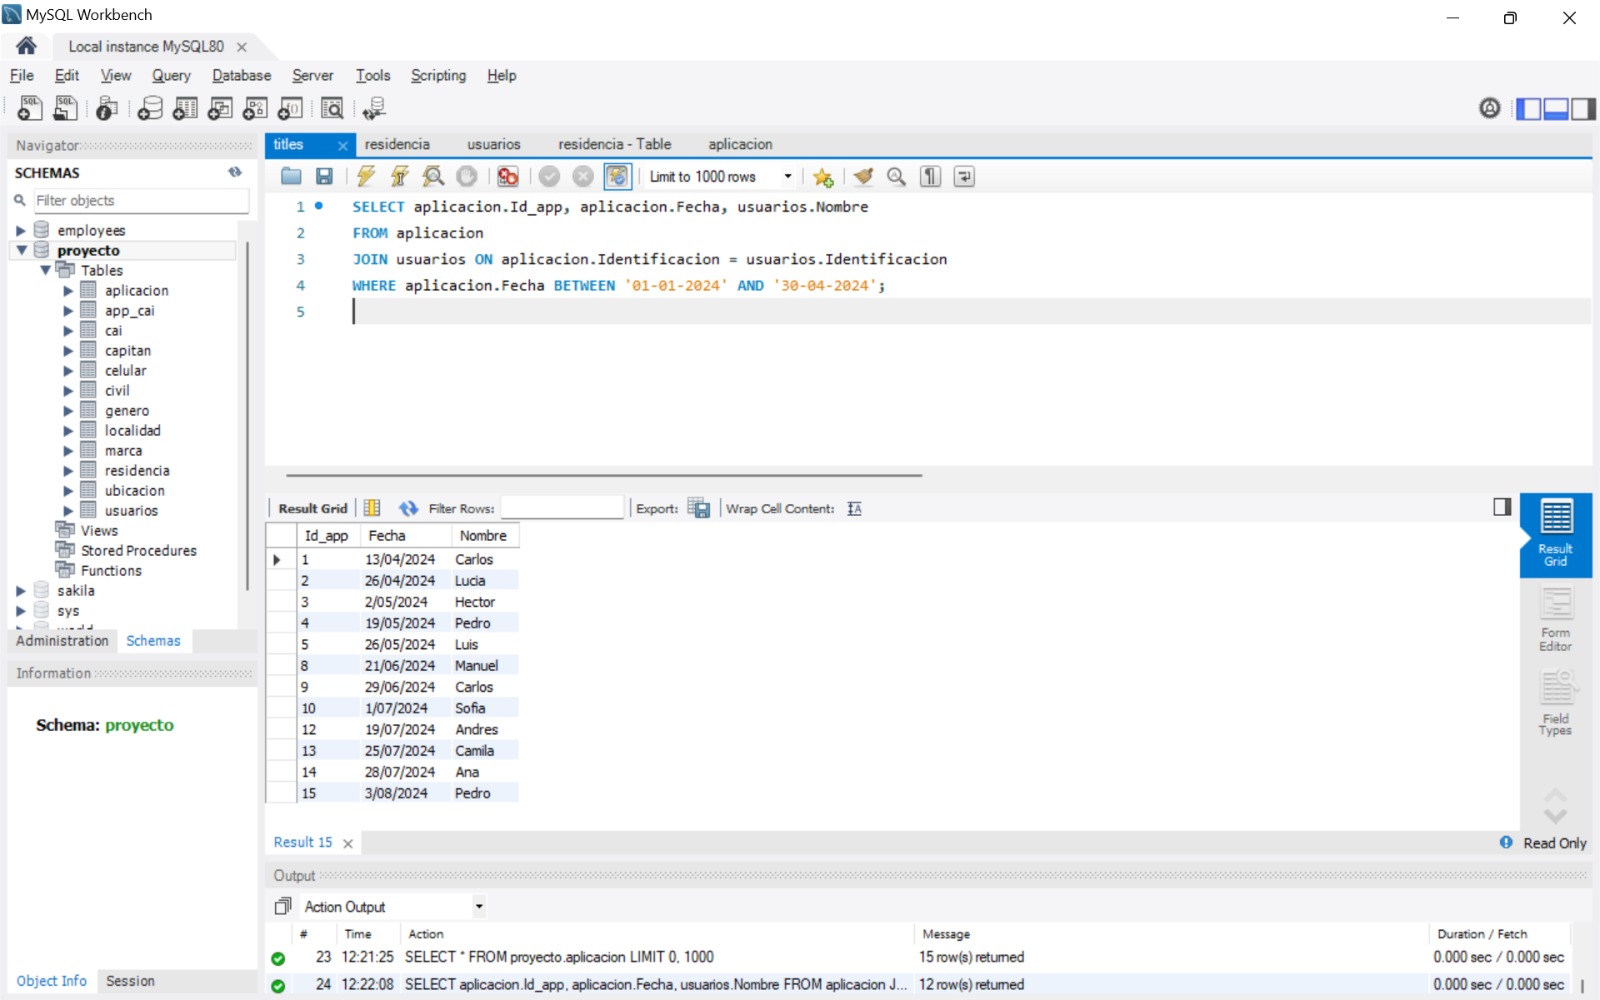 MySQL Workbench
Local instance MySQL80
File Edit View Query Database Server Tools Scripting Help
Navigator
SCHEMAS
Filter objects
employees
proyecto
Tables
aplicacion
app_cai
cai
capitan
celular
civil
genero
localidad
marca
residencia
ubicacion
usuarios
Views
Stored Procedures
Functions
sakila
sys
world
Administration Schemas
Information
Schema: proyecto
Object Info Session
titles residencia usuarios residencia - Table aplicacion
Limit to 1000 rows
1 SELECT aplicacion.Id_app, aplicacion.Fecha, usuarios.Nombre
2 FROM aplicacion
3 JOIN usuarios ON aplicacion.Identificacion = usuarios.Identificacion
4 WHERE aplicacion.Fecha BETWEEN '01-01-2024' AND '30-04-2024';
5
Result Grid Filter Rows: Export: Wrap Cell Content:
Id_app Fecha Nombre
1 13/04/2024 Carlos
2 26/04/2024 Lucia
3 2/05/2024 Hector
4 19/05/2024 Pedro
5 26/05/2024 Luis
8 21/06/2024 Manuel
9 29/06/2024 Carlos
10 1/07/2024 Sofia
12 19/07/2024 Andres
13 25/07/2024 Camila
14 28/07/2024 Ana
15 3/08/2024 Pedro
Result Grid
Form Editor
Field Types
Result 15
Read Only
Output
Action Output
# Time Action Message Duration / Fetch
23 12:21:25 SELECT * FROM proyecto.aplicacion LIMIT 0, 1000 15 row(s) returned 0.000 sec / 0.000 sec
24 12:22:08 SELECT aplicacion.Id_app, aplicacion.Fecha, usuarios.Nombre FROM aplicacion J... 12 row(s) returned 0.000 sec / 0.000 sec